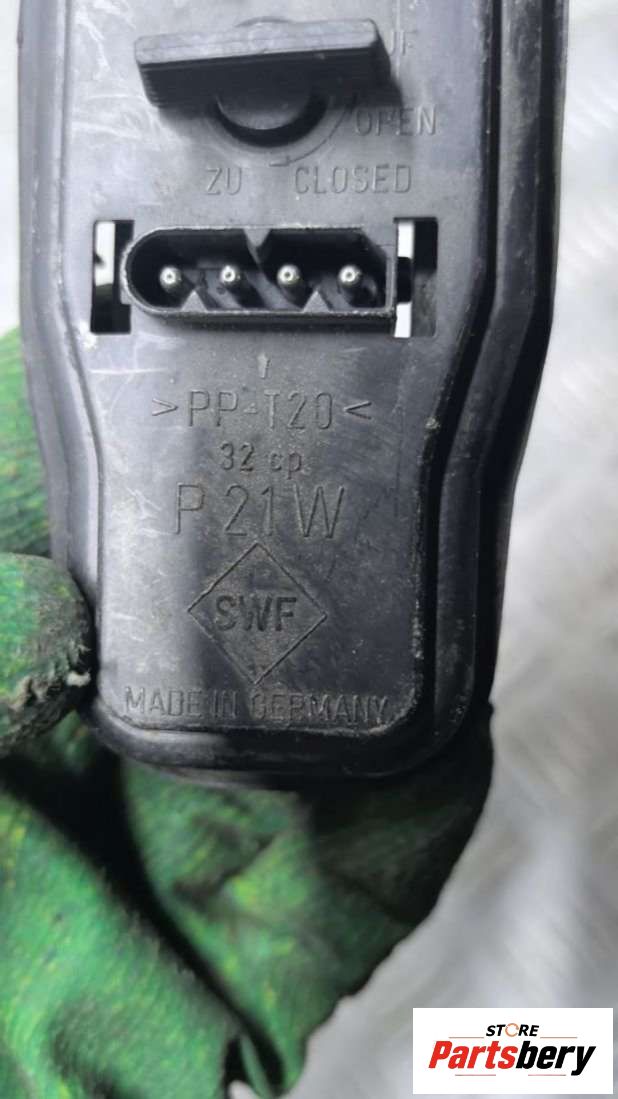 OPEN
ZU CLOSED
>PP-T20<
32 cp
P 21 W
SWF
MADE IN GERMANY
STORE
Partsbery